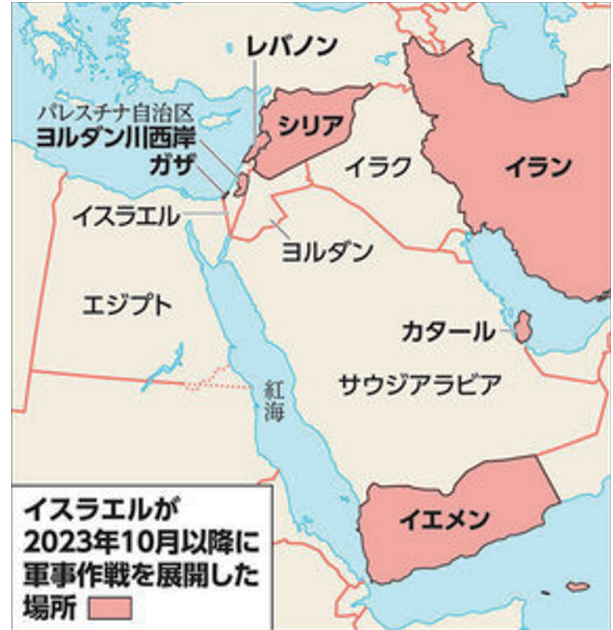 レバノン
パレスチナ自治区
ヨルダン川西岸
ガザ
シリア
イラク
イラン
イスラエル
ヨルダン
エジプト
カタール
サウジアラビア
紅海
イエメン
イスラエルが
2023年10月以降に
軍事作戦を展開した
場所